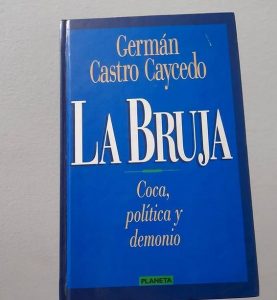 Germán
Castro Caycedo
LA BRUJA
Coca,
política y
demonio
PLANETA